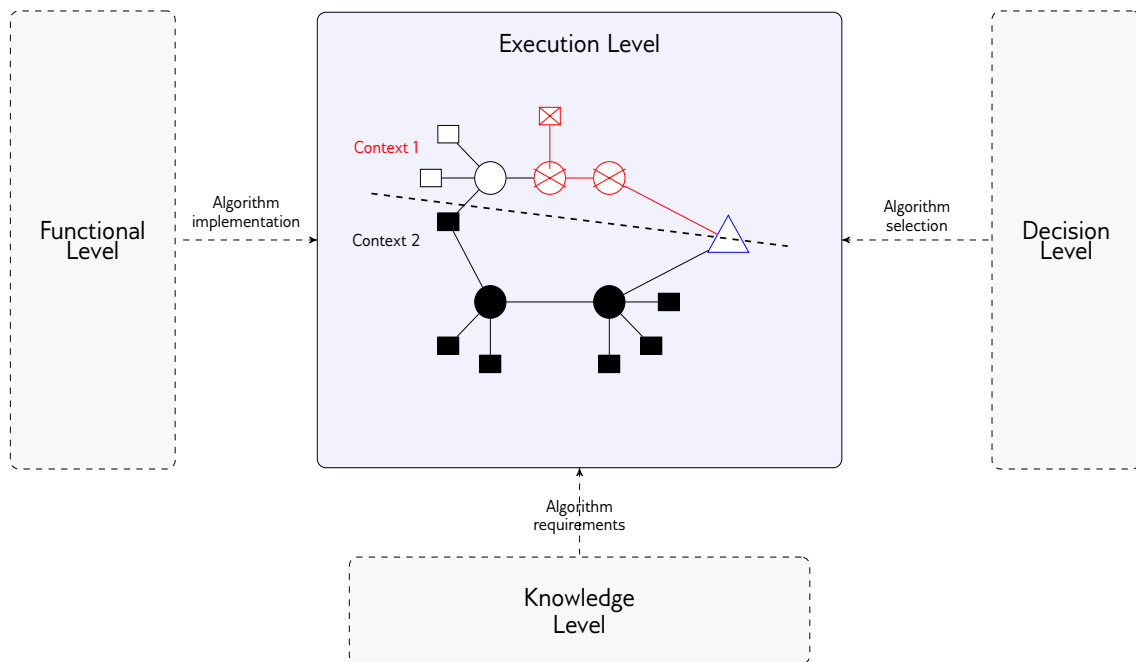 Execution Level
Context 1
Context 2
Functional
Level
Algorithm
implementation
Algorithm
selection
Decision
Level
Algorithm
requirements
Knowledge
Level